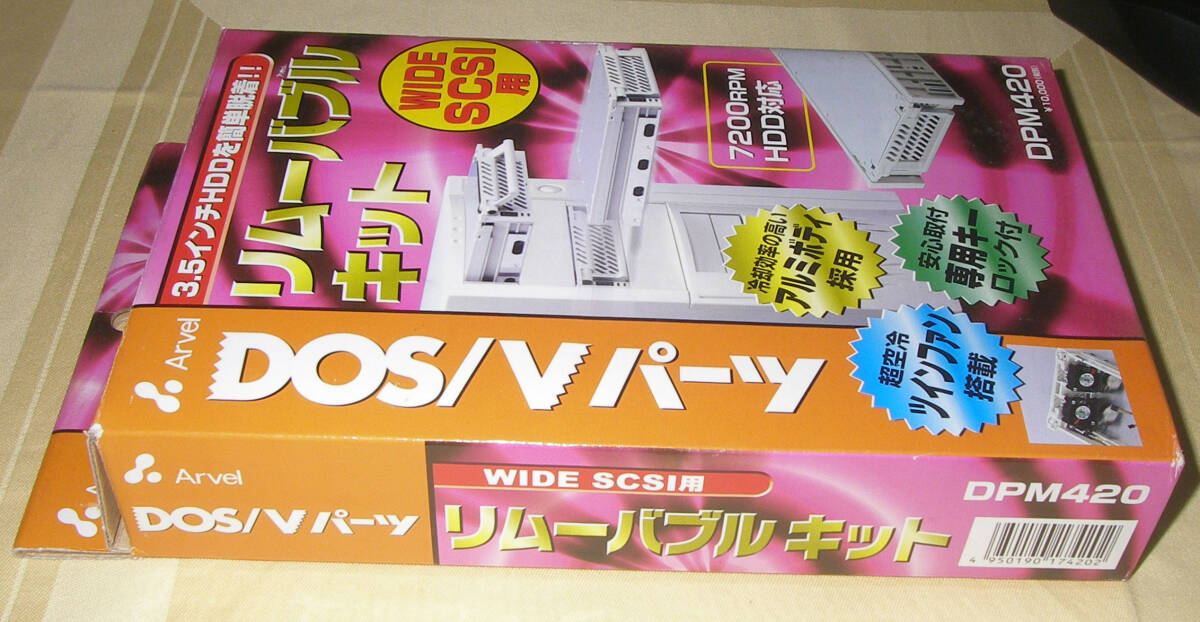 3.5インチHDDを簡単脱着!!
リムーバブル
キット
WIDE
SCSI
用
7200RPM
HDD対応
DPM420
¥10,000(税別)
冷却効率の高い
アルミボディ
採用
安心取付
専用キー
ロック付
超空冷
ツインファン
搭載
Arvel
DOS/Vパーツ
Arvel
DOS/Vパーツ
WIDE SCSI用
リムーバブル キット
DPM420
4 950190 174202